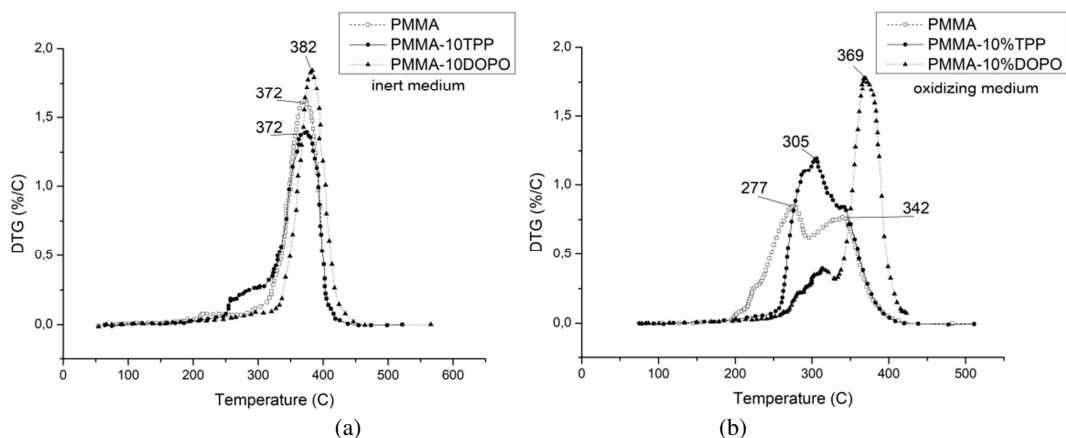 PMMA
PMMA-10TPP
PMMA-10DOPO
inert medium
382
372
372
2,0
1,5
1,0
0,5
0,0
DTG (%/C)
0 100 200 300 400 500 600
Temperature (C)
(a)
PMMA
PMMA-10%TPP
PMMA-10%DOPO
oxidizing medium
369
305
277
342
2,0
1,5
1,0
0,5
0,0
DTG (%/C)
0 100 200 300 400 500
Temperature (C)
(b)